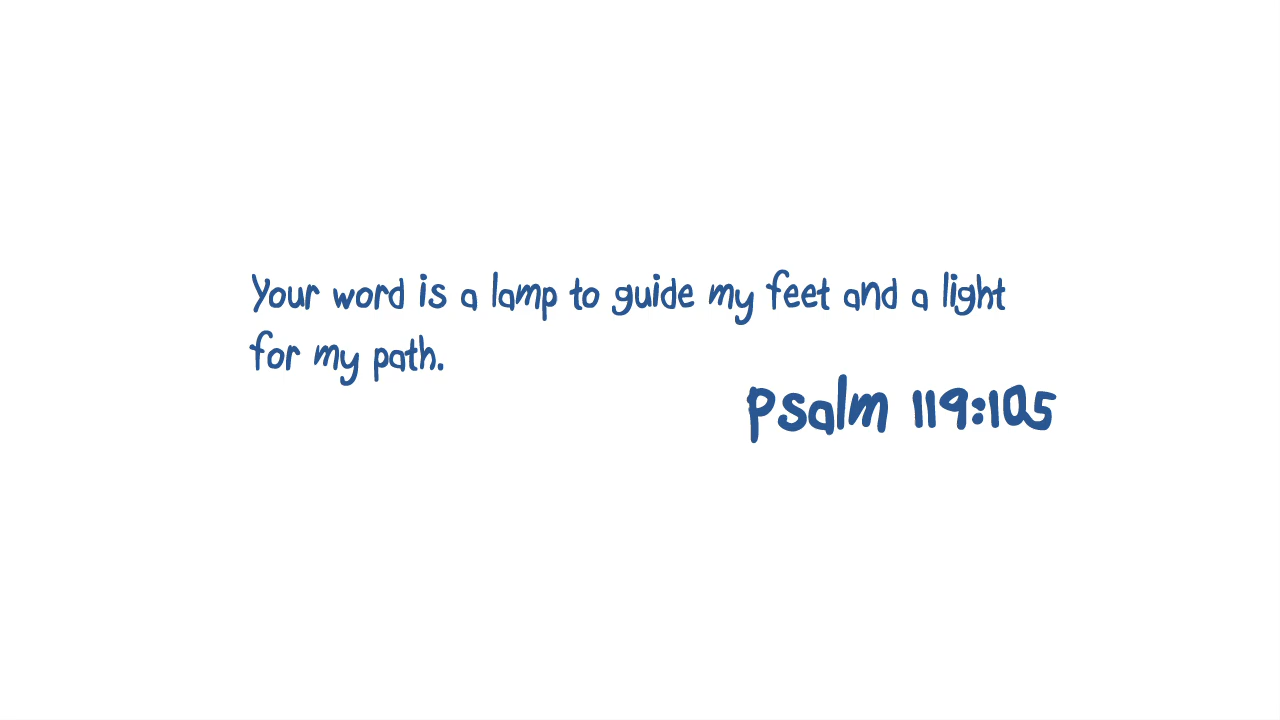 Your word is a lamp to guide my feet and a light
for my path.
Psalm 119:105